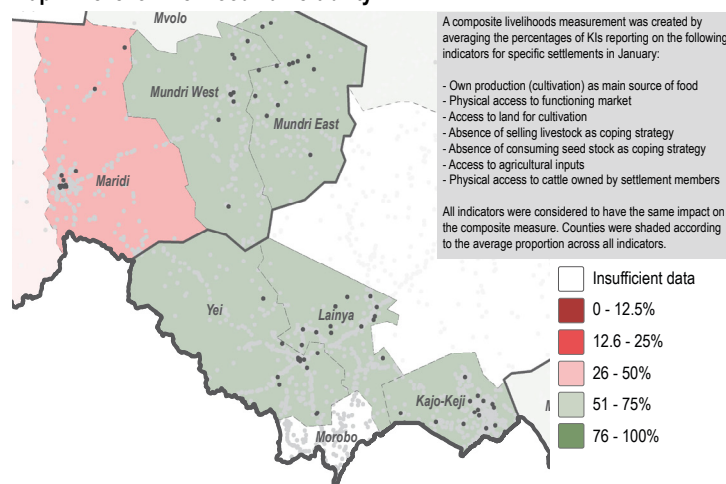 Mvolo
Mundri West
Mundri East
Maridi
Yei
Lainya
Kajo-Keji
Morobo
A composite livelihoods measurement was created by
averaging the percentages of KIs reporting on the following
indicators for specific settlements in January:
- Own production (cultivation) as main source of food
- Physical access to functioning market
- Access to land for cultivation
- Absence of selling livestock as coping strategy
- Absence of consuming seed stock as coping strategy
- Access to agricultural inputs
- Physical access to cattle owned by settlement members
All indicators were considered to have the same impact on
the composite measure. Counties were shaded according
to the average proportion across all indicators.
Insufficient data
0 - 12.5%
12.6 - 25%
26 - 50%
51 - 75%
76 - 100%